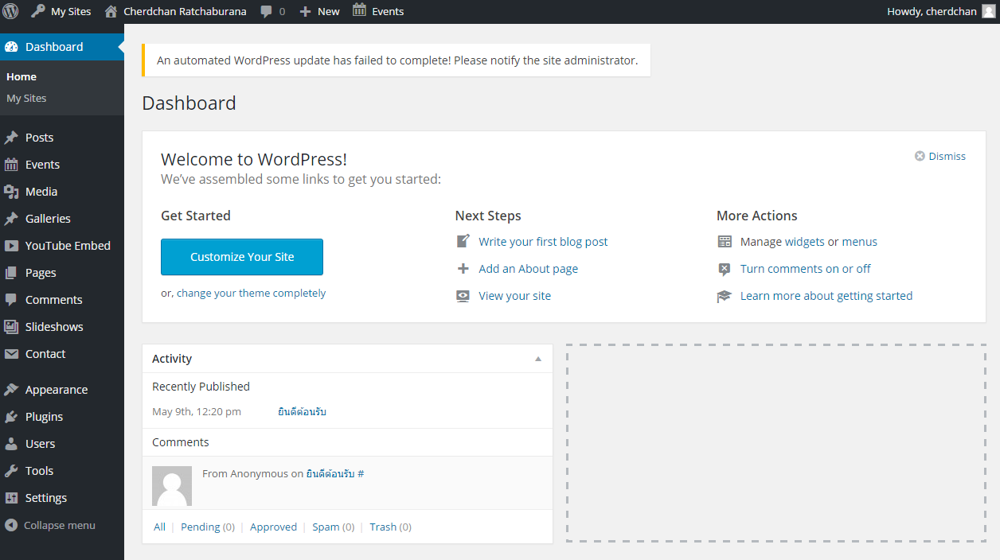 My Sites Cherdchan Ratchaburana 0 New Events Howdy, cherdchan
Dashboard
Home
My Sites
Posts
Events
Media
Galleries
YouTube Embed
Pages
Comments
Slideshows
Contact
Appearance
Plugins
Users
Tools
Settings
Collapse menu
An automated WordPress update has failed to complete! Please notify the site administrator.
Dashboard
Welcome to WordPress!
Dismiss
We've assembled some links to get you started:
Get Started
Customize Your Site
or, change your theme completely
Next Steps
Write your first blog post
Add an About page
View your site
More Actions
Manage widgets or menus
Turn comments on or off
Learn more about getting started
Activity
Recently Published
May 9th, 12:20 pm ยินดีต้อนรับ
Comments
From Anonymous on ยินดีต้อนรับ #
All | Pending (0) | Approved | Spam (0) | Trash (0)